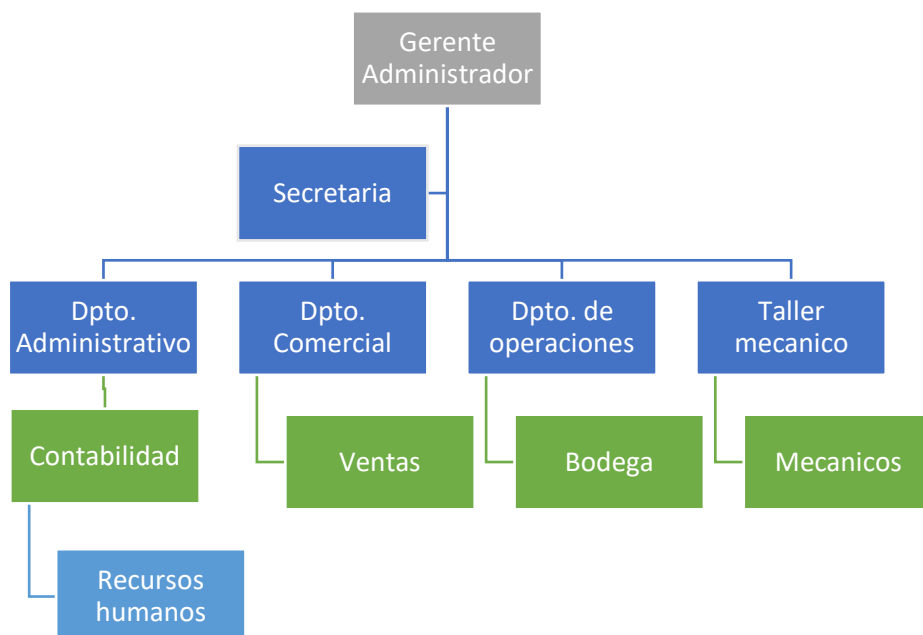 Gerente
Administrador
Secretaria
Dpto.
Administrativo
Dpto.
Comercial
Dpto. de
operaciones
Taller
mecanico
Contabilidad
Ventas
Bodega
Mecanicos
Recursos
humanos